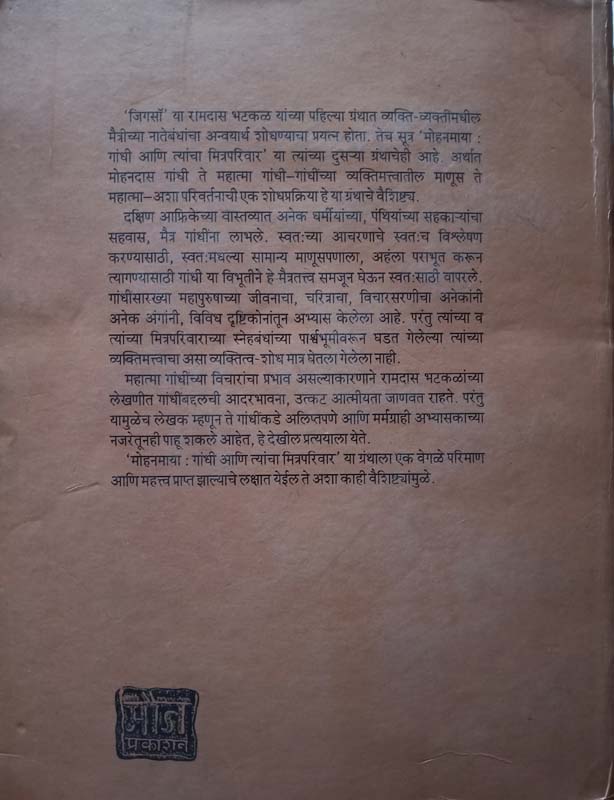 ‘जिगसॉ’ या रामदास भटकळ यांच्या पहिल्या ग्रंथात व्यक्ति-व्यक्तींमधील
मैत्रीच्या नातेबंधांचा अन्वयार्थ शोधण्याचा प्रयत्न होता. तेच सूत्र ‘मोहनमाया :
गांधी आणि त्यांचा मित्रपरिवार’ या त्यांच्या दुसऱ्या ग्रंथाचेही आहे. अर्थात
मोहनदास गांधी ते महात्मा गांधी–गांधींच्या व्यक्तिमत्त्वातील माणूस ते
महात्मा–अशा परिवर्तनाची एक शोधप्रक्रिया हे या ग्रंथाचे वैशिष्ट्य.
दक्षिण आफ्रिकेच्या वास्तव्यात अनेक धर्मीयांच्या, पंथियांच्या सहकाऱ्यांचा
सहवास, मैत्र गांधींना लाभले. स्वतःच्या आचरणाचे स्वतःच विश्लेषण
करण्यासाठी, स्वतःमधल्या सामान्य माणूसपणाला, अहंला पराभूत करून
त्यागण्यासाठी गांधी या विभूतीने हे मैत्रतत्त्व समजून घेऊन स्वतःसाठी वापरले.
गांधींसारख्या महापुरुषाच्या जीवनाचा, चरित्राचा, विचारसरणीचा अनेकांनी
अनेक अंगांनी, विविध दृष्टिकोनांतून अभ्यास केलेला आहे. परंतु त्यांच्या व
त्यांच्या मित्रपरिवाराच्या स्नेहबंधांच्या पार्श्वभूमीवरून घडत गेलेल्या त्यांच्या
व्यक्तिमत्त्वाचा असा व्यक्तित्व-शोध मात्र घेतला गेलेला नाही.
महात्मा गांधींच्या विचारांचा प्रभाव असल्याकारणाने रामदास भटकळांच्या
लेखणीत गांधींबद्दलची आदरभावना, उत्कट आत्मीयता जाणवत राहते. परंतु
यामुळेच लेखक म्हणून ते गांधींकडे अलिप्तपणे आणि मर्मग्राही अभ्यासकाच्या
नजरेतूनही पाहू शकले आहेत, हे देखील प्रत्ययाला येते.
‘मोहनमाया : गांधी आणि त्यांचा मित्रपरिवार’ या ग्रंथाला एक वेगळे परिमाण
आणि महत्त्व प्राप्त झाल्याचे लक्षात येईल ते अशा काही वैशिष्ट्यांमुळे.
मौज
प्रकाशन